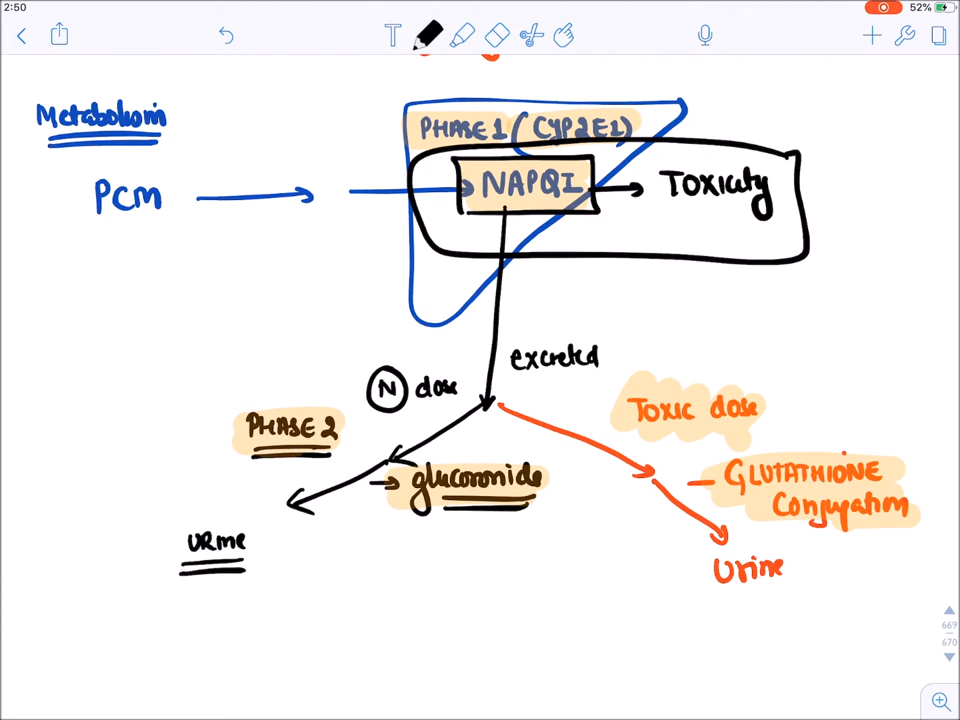 2:50
52%
T
Metabolism
PHASE 1 (CYP2E1)
PCM
NAPQI
Toxicity
excreted
N dose
Toxic dose
PHASE 2
glucoronide
GLUTATHIONE
Conjugation
URine
Urine
669
670